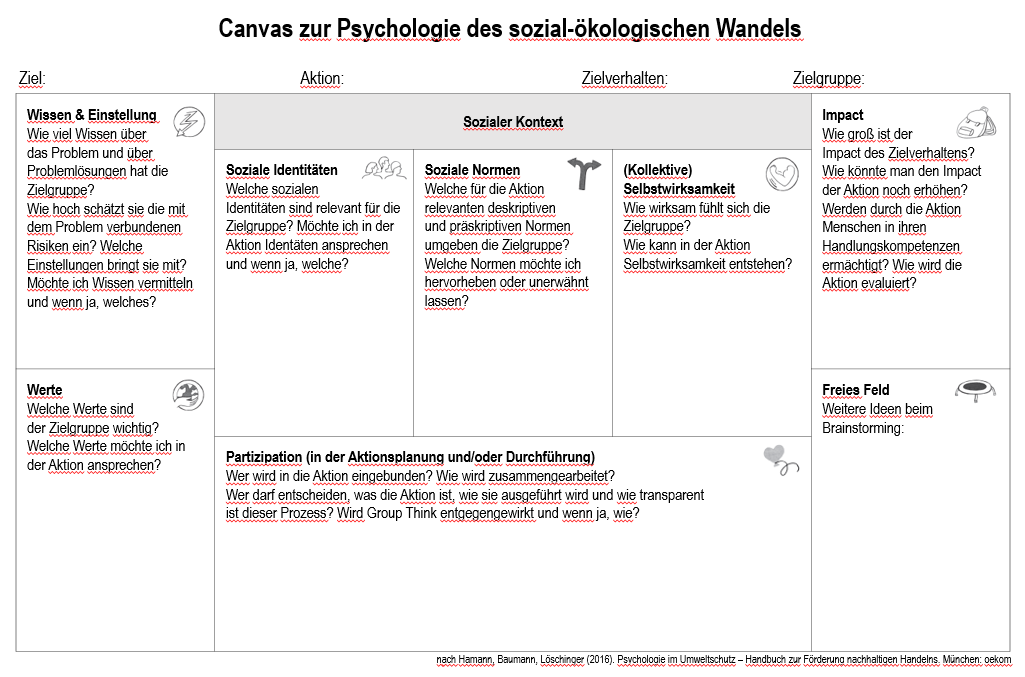 Canvas zur Psychologie des sozial-ökologischen Wandels
Ziel: Aktion: Zielverhalten: Zielgruppe:
Wissen & Einstellung
Wie viel Wissen über
das Problem und über
Problemlösungen hat die
Zielgruppe?
Wie hoch schätzt sie die mit
dem Problem verbundenen
Risiken ein? Welche
Einstellungen bringt sie mit?
Möchte ich Wissen vermitteln
und wenn ja, welches?
Werte
Welche Werte sind
der Zielgruppe wichtig?
Welche Werte möchte ich in
der Aktion ansprechen?
Sozialer Kontext
Soziale Identitäten
Welche sozialen
Identitäten sind relevant für die
Zielgruppe? Möchte ich in der
Aktion Identitäten ansprechen
und wenn ja, welche?
Soziale Normen
Welche für die Aktion
relevanten deskriptiven
und präskriptiven Normen
umgeben die Zielgruppe?
Welche Normen möchte ich
hervorheben oder unerwähnt
lassen?
(Kollektive)
Selbstwirksamkeit
Wie wirksam fühlt sich die
Zielgruppe?
Wie kann in der Aktion
Selbstwirksamkeit entstehen?
Partizipation (in der Aktionsplanung und/oder Durchführung)
Wer wird in die Aktion eingebunden? Wie wird zusammengearbeitet?
Wer darf entscheiden, was die Aktion ist, wie sie ausgeführt wird und wie transparent
ist dieser Prozess? Wird Group Think entgegengewirkt und wenn ja, wie?
Impact
Wie groß ist der
Impact des Zielverhaltens?
Wie könnte man den Impact
der Aktion noch erhöhen?
Werden durch die Aktion
Menschen in ihren
Handlungskompetenzen
ermächtigt? Wie wird die
Aktion evaluiert?
Freies Feld
Weitere Ideen beim
Brainstorming:
nach Hamann, Baumann, Löschinger (2016). Psychologie im Umweltschutz – Handbuch zur Förderung nachhaltigen Handelns. München: oekom